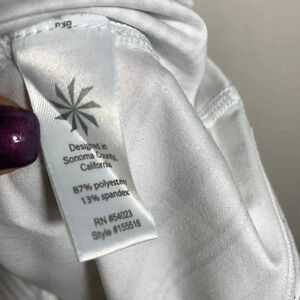 Designed in
Sonoma County,
California
87% polyester
13% spandex
RN #54023
Style #155518